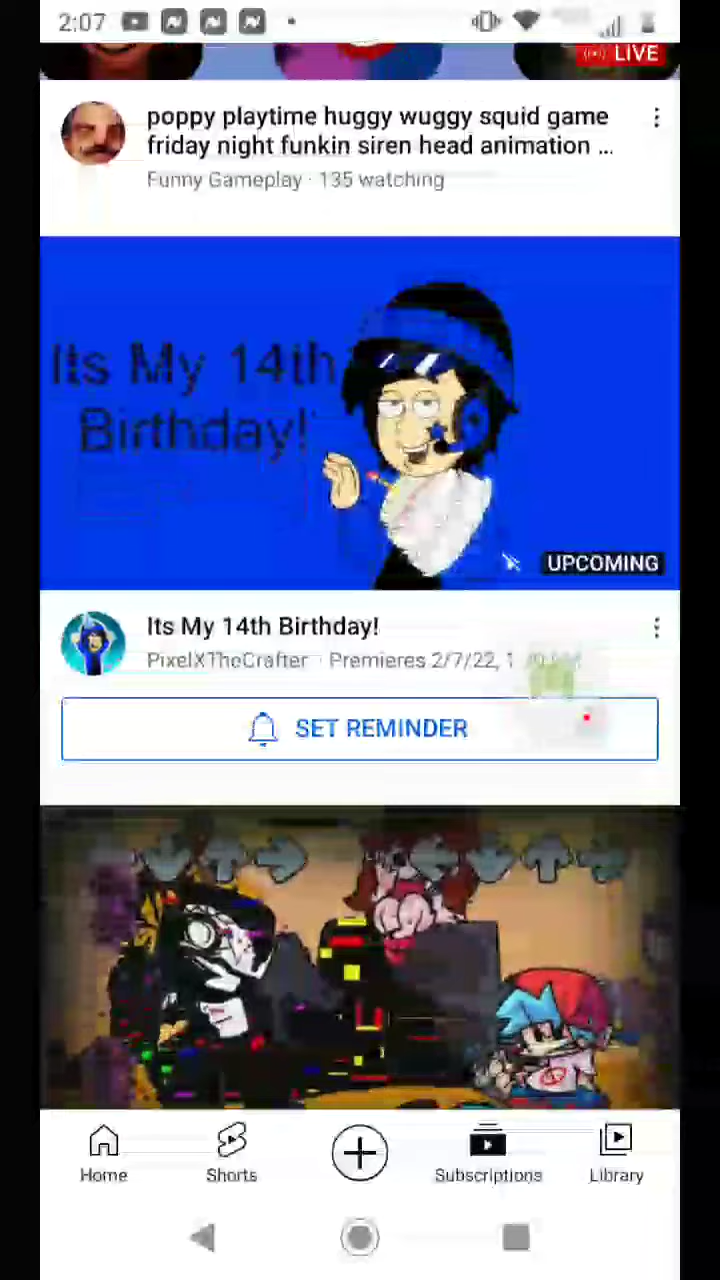 2:07
LIVE
poppy playtime huggy wuggy squid game
friday night funkin siren head animation ...
Funny Gameplay · 135 watching
Its My 14th
Birthday!
UPCOMING
Its My 14th Birthday!
PixelXTheCrafter · Premieres 2/7/22,
SET REMINDER
Home
Shorts
Subscriptions
Library